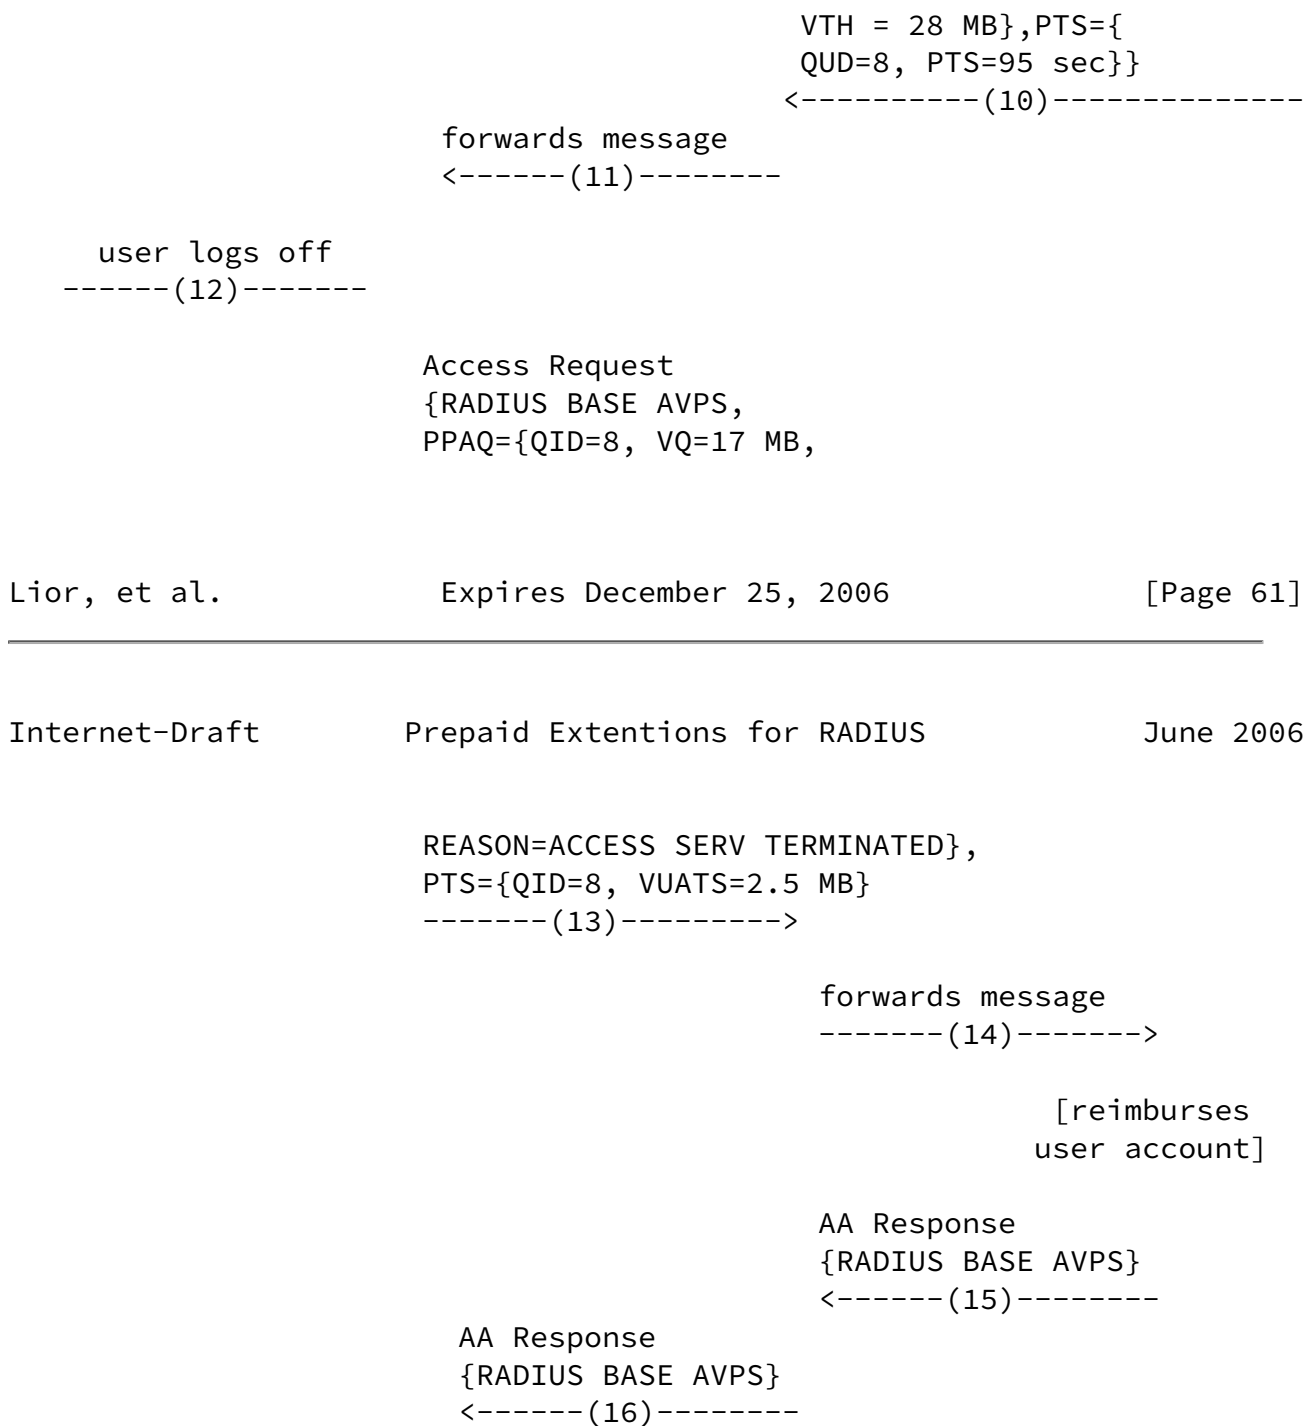 VTH = 28 MB},PTS={
QUD=8, PTS=95 sec}}
<----------(10)--------------
forwards message
<------(11)--------
user logs off
------(12)-------
Access Request
{RADIUS BASE AVPS,
PPAQ={QID=8, VQ=17 MB,
Lior, et al. Expires December 25, 2006 [Page 61]
Internet-Draft Prepaid Extentions for RADIUS June 2006
REASON=ACCESS SERV TERMINATED},
PTS={QID=8, VUATS=2.5 MB}
-------(13)--------->
forwards message
-------(14)------->
[reimburses
user account]
AA Response
{RADIUS BASE AVPS}
<------(15)--------
AA Response
{RADIUS BASE AVPS}
<------(16)--------